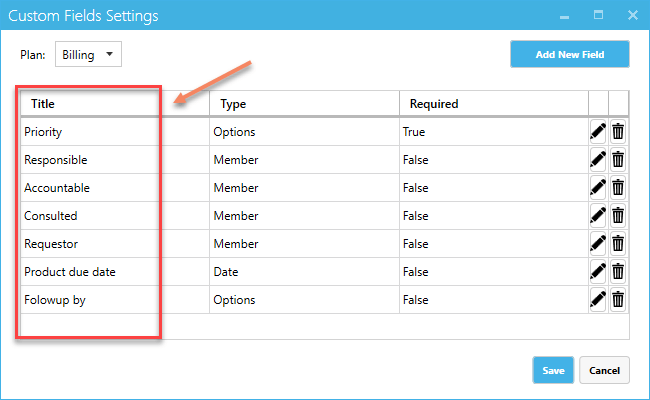 Custom Fields Settings
Plan: Billing
Add New Field
Title Type Required
Priority Options True
Responsible Member False
Accountable Member False
Consulted Member False
Requestor Member False
Product due date Date False
Folowup by Options False
Save Cancel